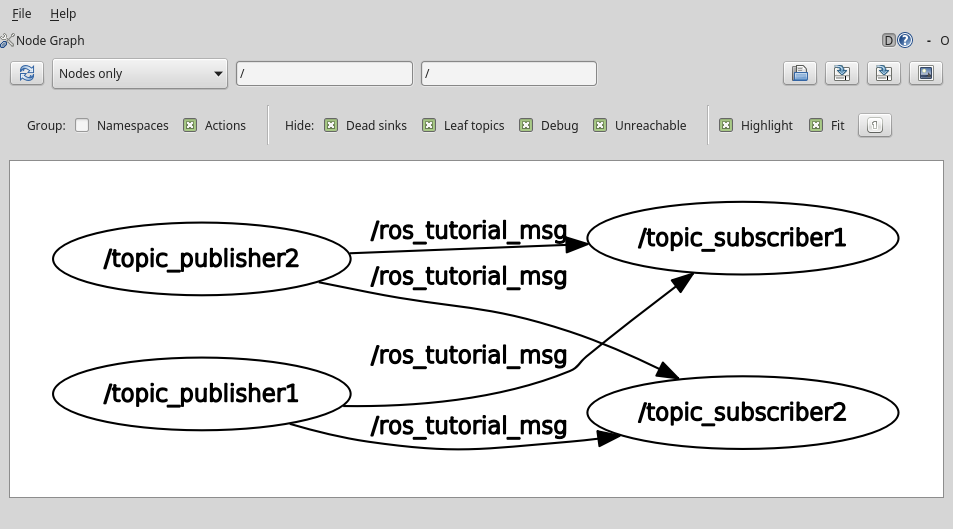 File Help
Node Graph D ? - O
Nodes only / /
Group: Namespaces Actions Hide: Dead sinks Leaf topics Debug Unreachable Highlight Fit
/ros_tutorial_msg
/topic_subscriber1
/topic_publisher2
/ros_tutorial_msg
/ros_tutorial_msg
/topic_publisher1
/topic_subscriber2
/ros_tutorial_msg